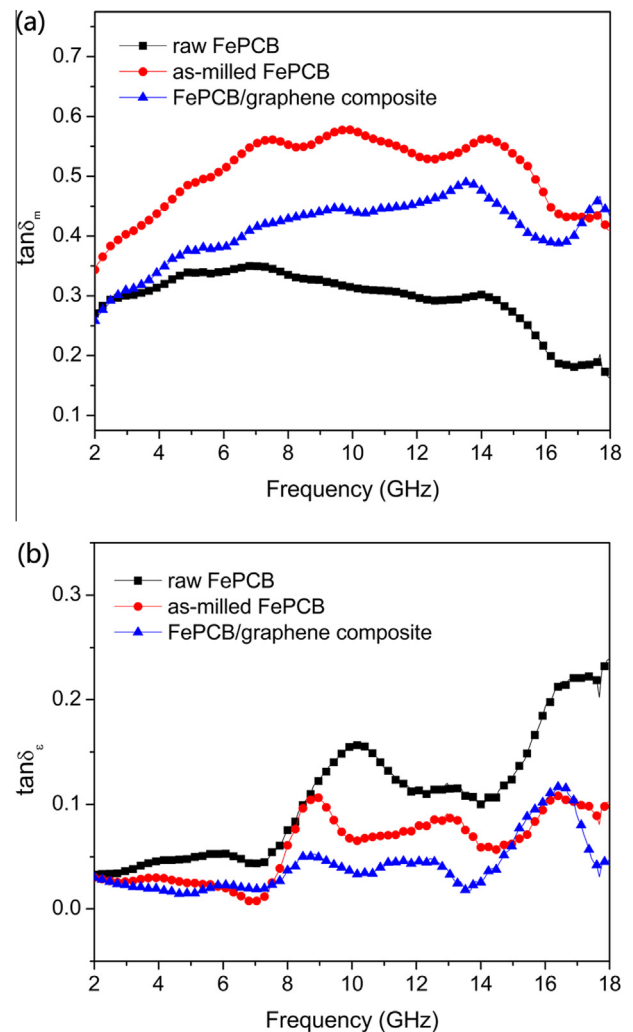 (a)
raw FePCB
as-milled FePCB
FePCB/graphene composite
tanδm
0.7
0.6
0.5
0.4
0.3
0.2
0.1
2 4 6 8 10 12 14 16 18
Frequency (GHz)
(b)
raw FePCB
as-milled FePCB
FePCB/graphene composite
tanδε
0.3
0.2
0.1
0.0
2 4 6 8 10 12 14 16 18
Frequency (GHz)